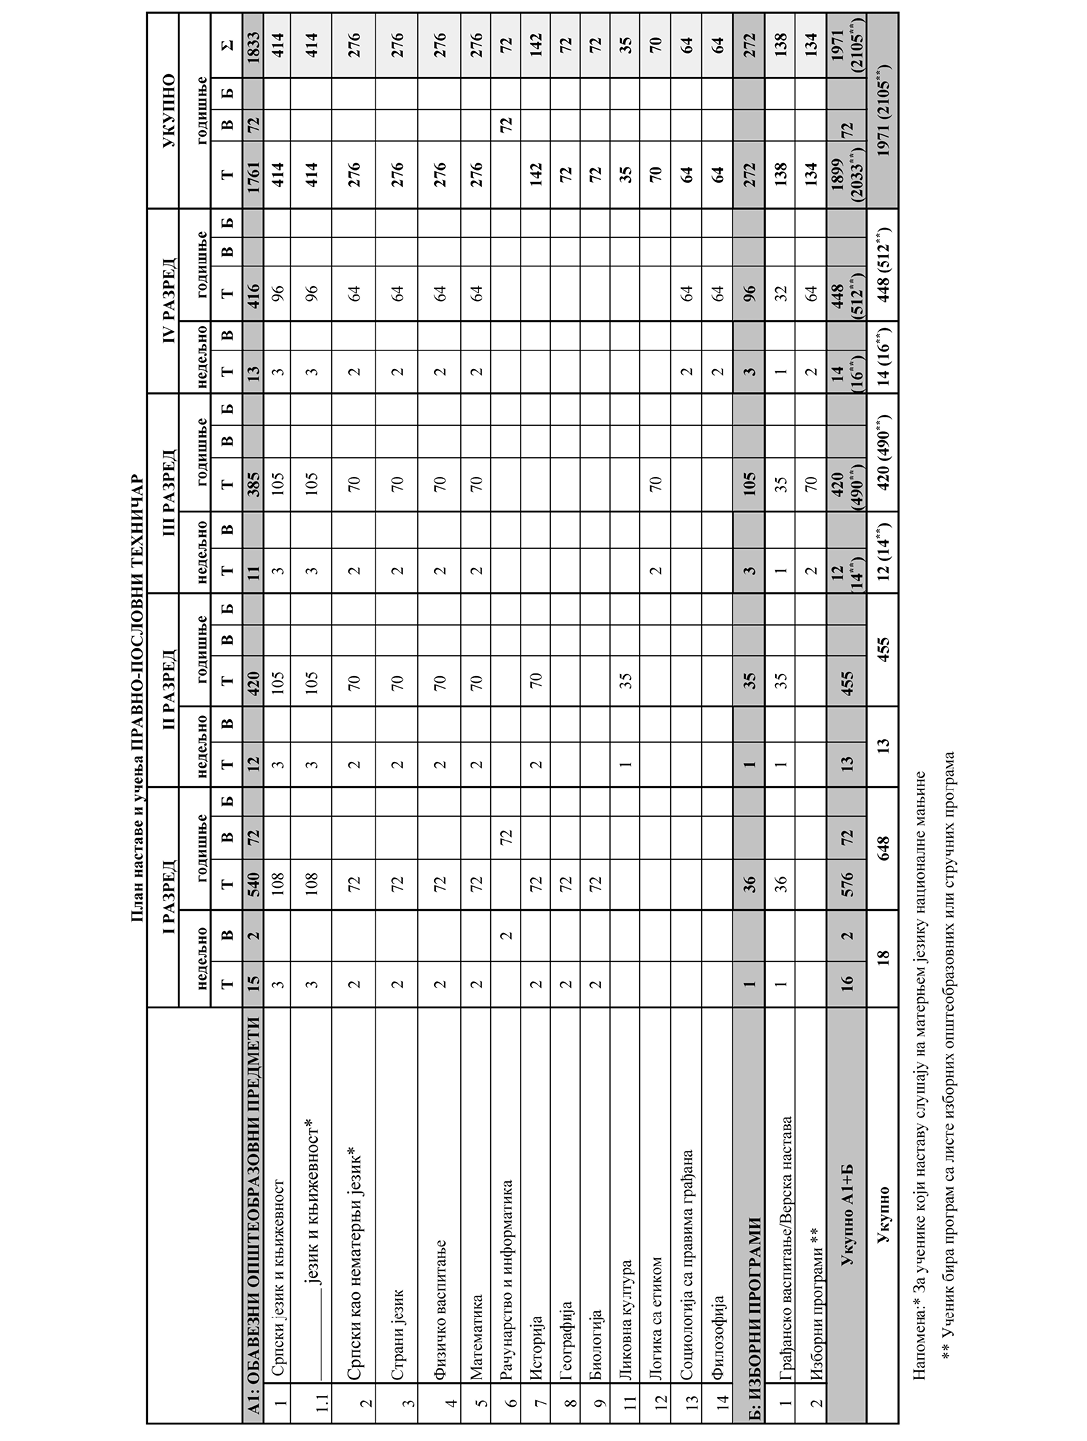 План наставе и учења ПРАВНО-ПОСЛОВНИ ТЕХНИЧАР
I РАЗРЕД II РАЗРЕД III РАЗРЕД IV РАЗРЕД УКУПНО
недељно годишње недељно годишње недељно годишње недељно годишње годишње
Т В Т В Б Т В Т В Б Т В Т В Б Т В Т В Б Т В Б Σ
А1: ОБАВЕЗНИ ОПШТЕОБРАЗОВНИ ПРЕДМЕТИ 15 2 540 72 12 420 11 385 13 416 1761 72 1833
1 Српски језик и књижевност 3 108 3 105 3 105 3 96 414 414
1.1 _________ језик и књижевност* 3 108 3 105 3 105 3 96 414 414
2 Српски као нематерњи језик* 2 72 2 70 2 70 2 64 276 276
3 Страни језик 2 72 2 70 2 70 2 64 276 276
4 Физичко васпитање 2 72 2 70 2 70 2 64 276 276
5 Математика 2 72 2 70 2 70 2 64 276 276
6 Рачунарство и информатика 2 72 72 72
7 Историја 2 72 2 70 142 142
8 Географија 2 72 72 72
9 Биологија 2 72 72 72
11 Ликовна култура 1 35 35 35
12 Логика са етиком 2 70 70 70
13 Социологија са правима грађана 2 64 64 64
14 Филозофија 2 64 64 64
Б: ИЗБОРНИ ПРОГРАМИ 1 36 1 35 3 105 3 96 272 272
1 Грађанско васпитање/Верска настава 1 36 1 35 1 35 1 32 138 138
2 Изборни програми ** 2 70 2 64 134 134
Укупно А1+Б 16 2 576 72 13 455 12 (14**) 420 (490**) 14 (16**) 448 (512**) 1899 (2033**) 72 1971 (2105**)
Укупно 18 648 13 455 12 (14**) 420 (490**) 14 (16**) 448 (512**) 1971 (2105**)
Напомена:* За ученике који наставу слушају на матерњем језику националне мањине
** Ученик бира програм са листе изборних општеобразовних или стручних програма